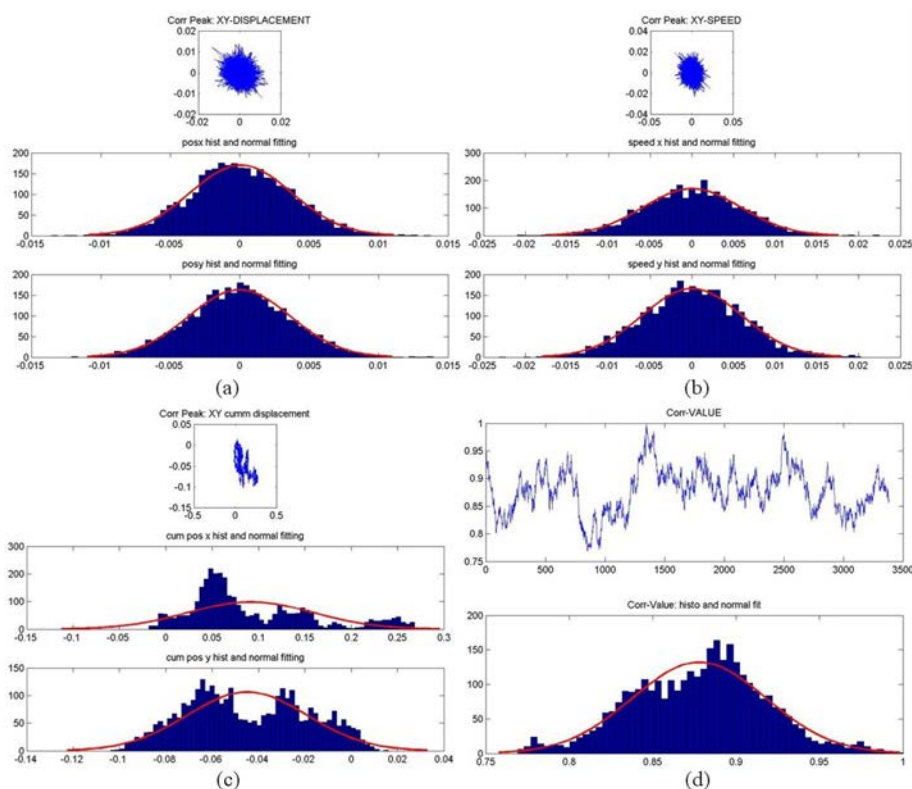 Corr Peak: XY-DISPLACEMENT
0.02
0.01
0
-0.01
-0.02
-0.02 0 0.02
posx hist and normal fitting
200
150
100
50
0
-0.015 -0.01 -0.005 0 0.005 0.01 0.015
posy hist and normal fitting
200
150
100
50
0
-0.015 -0.01 -0.005 0 0.005 0.01 0.015
(a)
Corr Peak: XY-SPEED
0.04
0.02
0
-0.02
-0.04
-0.05 0 0.05
speed x hist and normal fitting
300
200
100
0
-0.025 -0.02 -0.015 -0.01 -0.005 0 0.005 0.01 0.015 0.02 0.025
speed y hist and normal fitting
200
150
100
50
0
-0.025 -0.02 -0.015 -0.01 -0.005 0 0.005 0.01 0.015 0.02 0.025
(b)
Corr Peak: XY cumm displacement
0.05
0
-0.05
-0.1
-0.15
-0.5 0 0.5
cum pos x hist and normal fitting
300
200
100
0
-0.15 -0.1 -0.05 0 0.05 0.1 0.15 0.2 0.25 0.3
cum pos y hist and normal fitting
150
100
50
0
-0.14 -0.12 -0.1 -0.08 -0.06 -0.04 -0.02 0 0.02 0.04
(c)
Corr-VALUE
1
0.95
0.9
0.85
0.8
0.75
0 500 1000 1500 2000 2500 3000 3500
Corr-Value: histo and normal fit
200
150
100
50
0
0.75 0.8 0.85 0.9 0.95 1
(d)